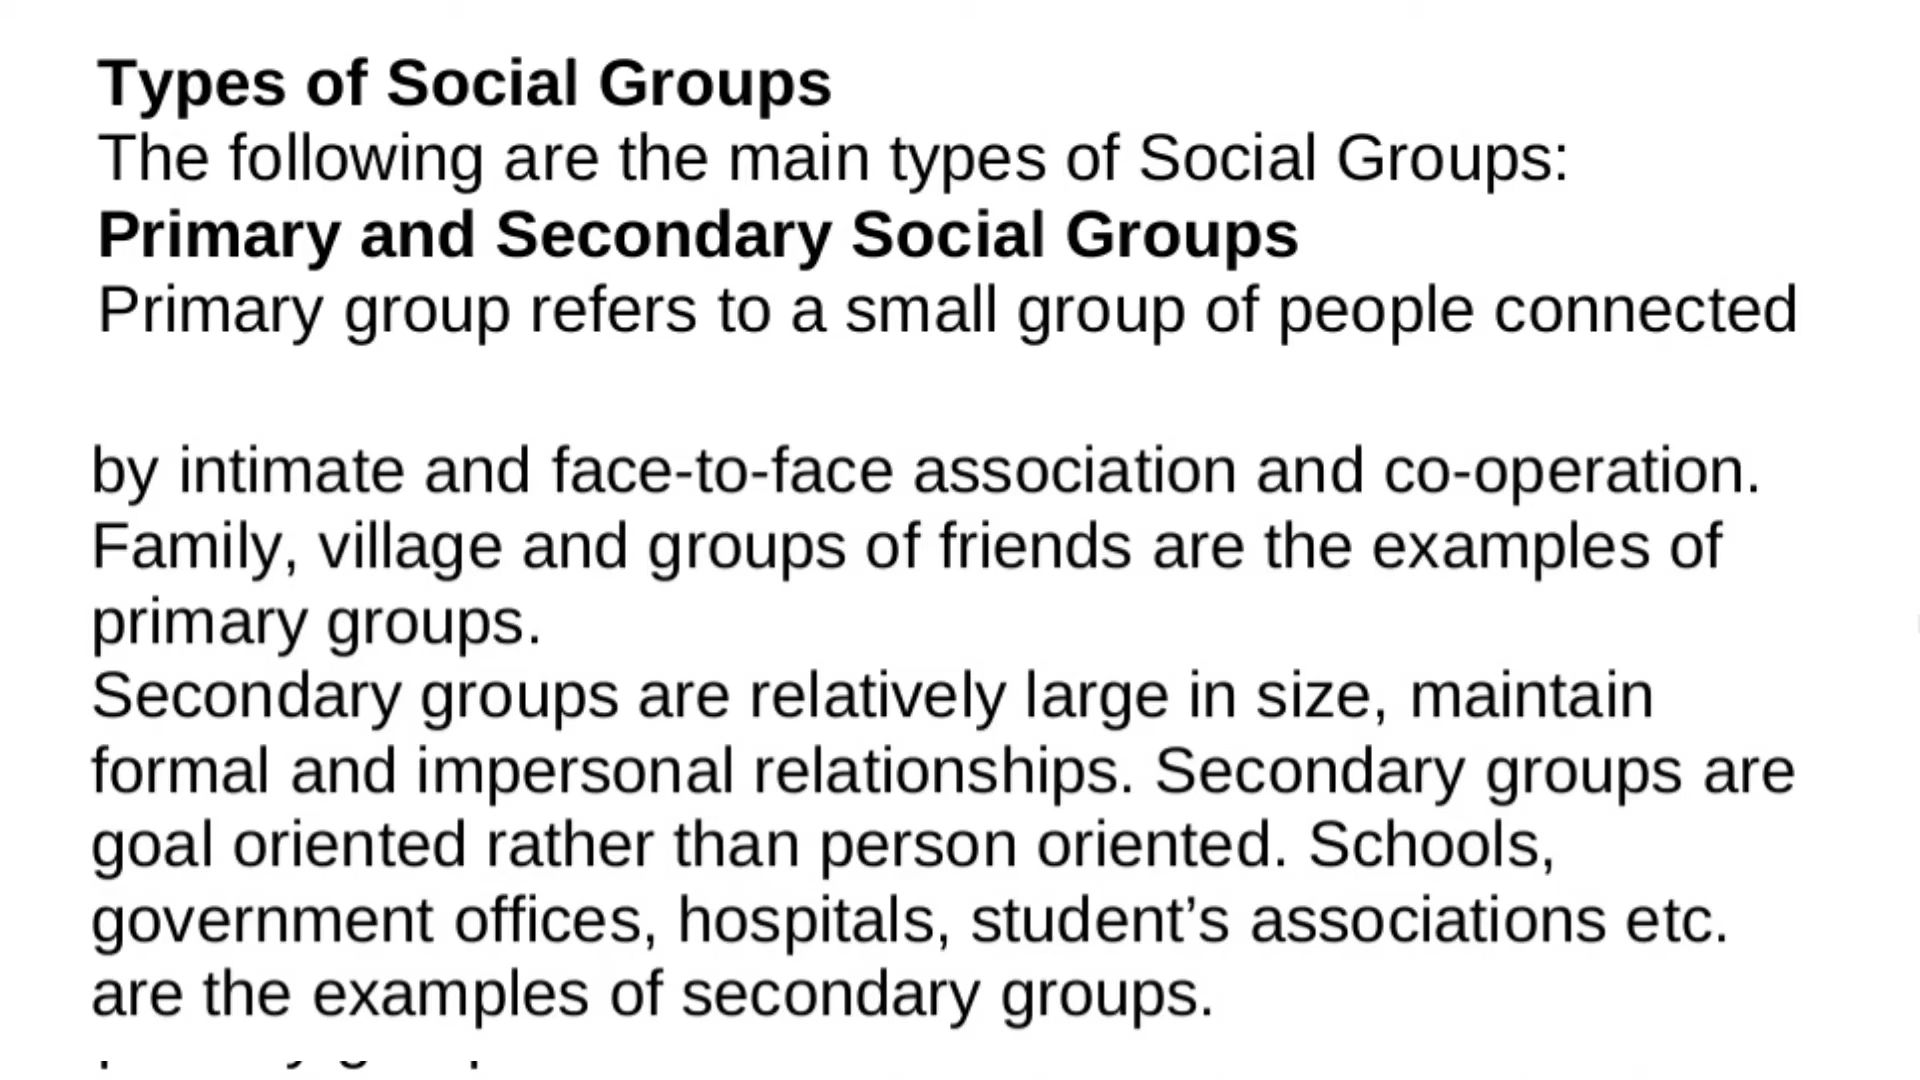 Types of Social Groups
The following are the main types of Social Groups:
Primary and Secondary Social Groups
Primary group refers to a small group of people connected
by intimate and face-to-face association and co-operation.
Family, village and groups of friends are the examples of
primary groups.
Secondary groups are relatively large in size, maintain
formal and impersonal relationships. Secondary groups are
goal oriented rather than person oriented. Schools,
government offices, hospitals, student’s associations etc.
are the examples of secondary groups.